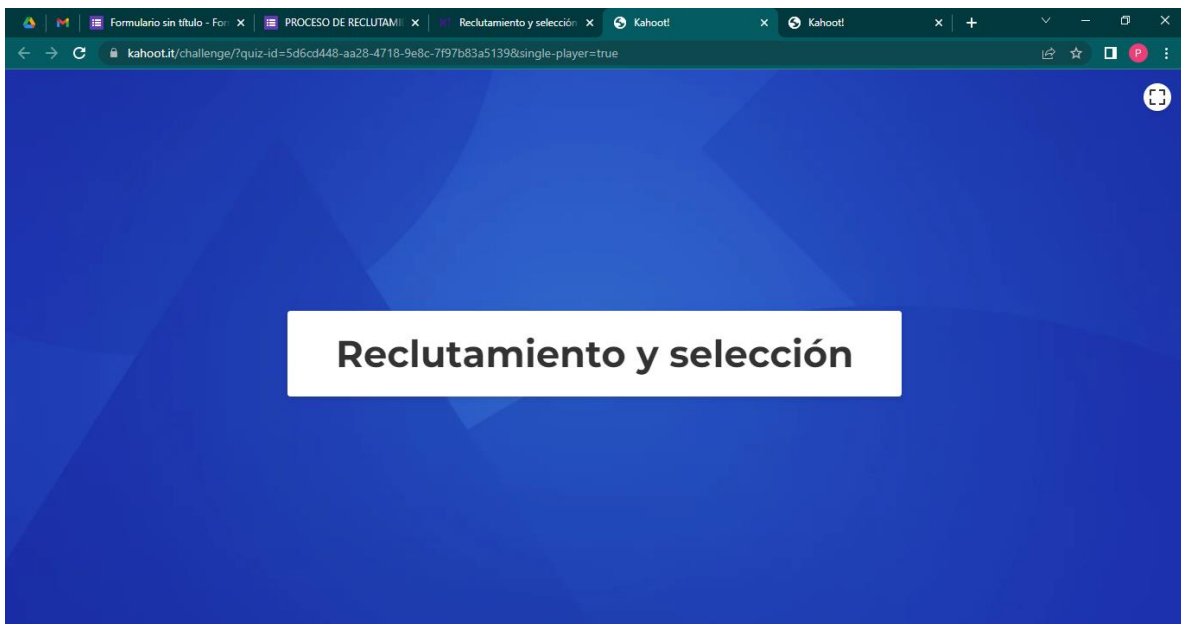 Formulario sin título - For
PROCESO DE RECLUTAMI
Reclutamiento y selección
Kahoot!
Kahoot!
kahoot.it/challenge/?quiz-id=5d6cd448-aa28-4718-9e8c-7f97b83a5139&single-player=true
P
Reclutamiento y selección